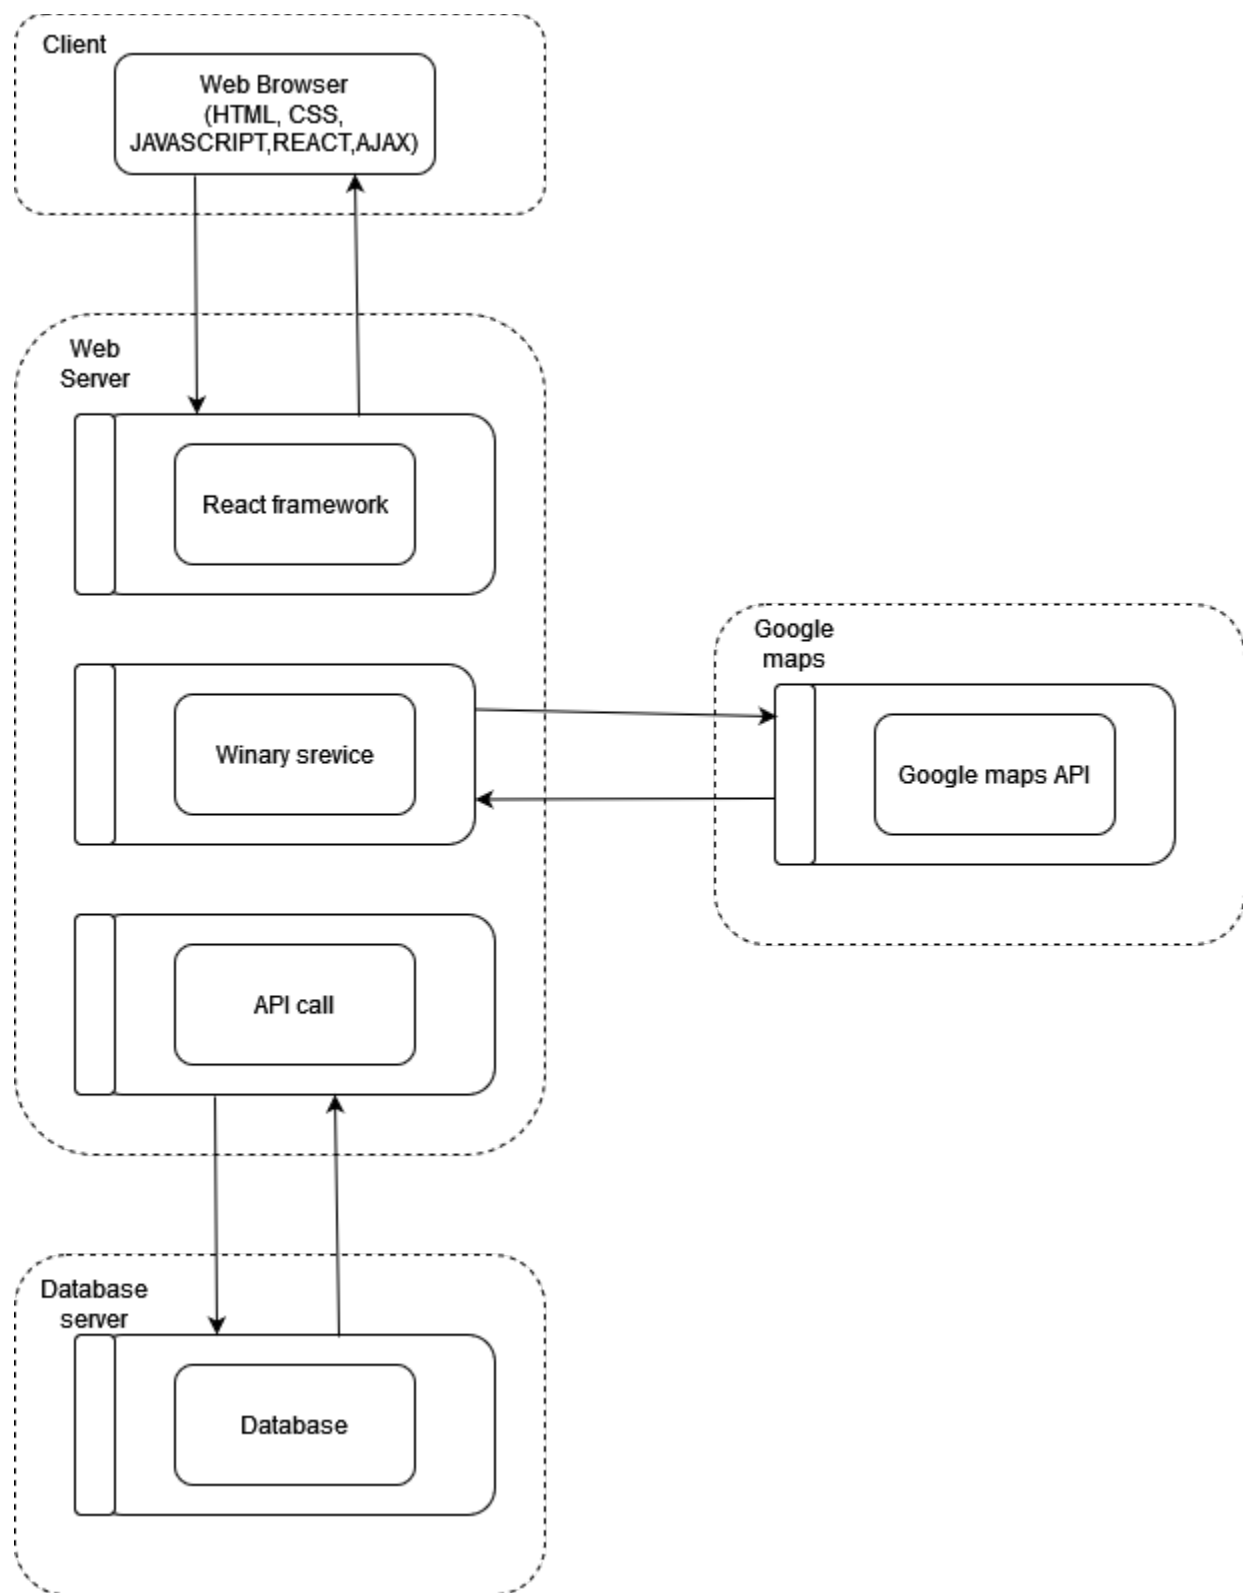 Client
Web Browser
(HTML, CSS,
JAVASCRIPT,REACT,AJAX)
Web
Server
React framework
Google
maps
Winary srevice
Google maps API
API call
Database
server
Database